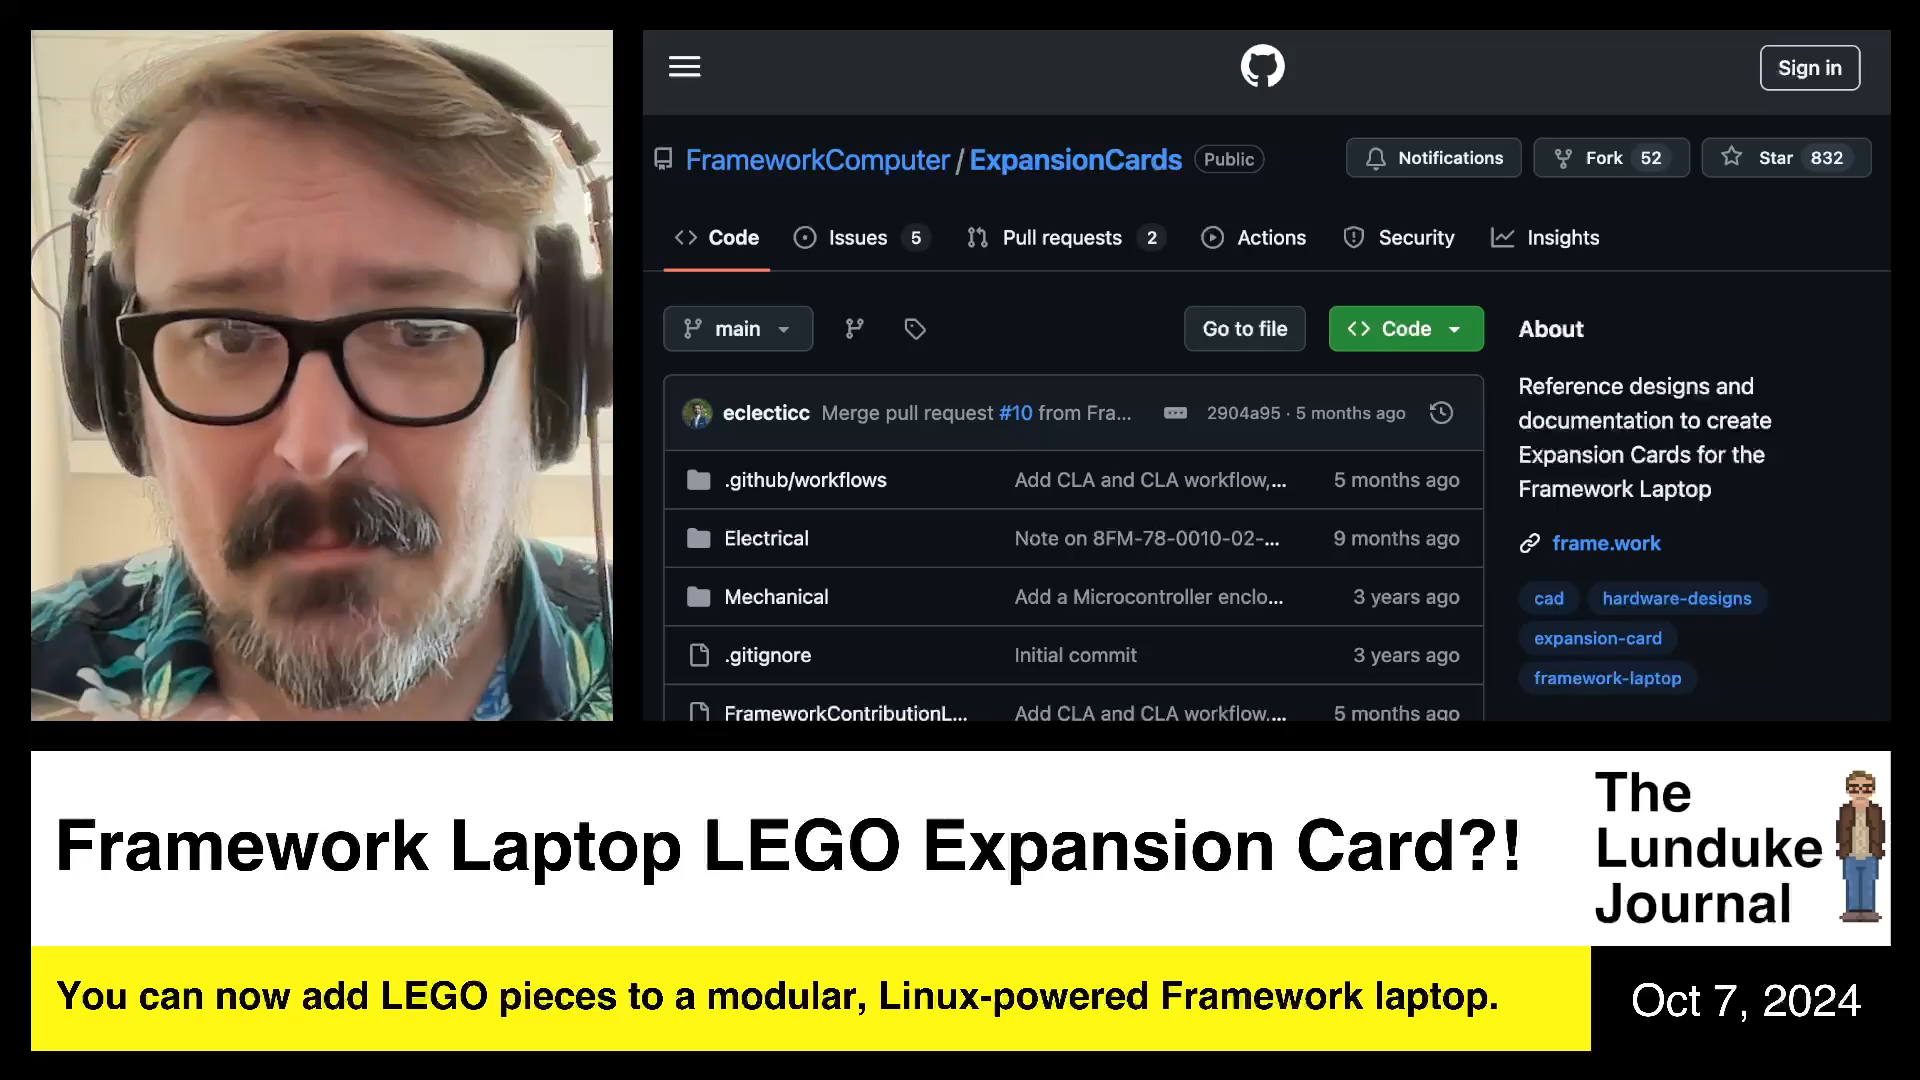 Sign in
FrameworkComputer / ExpansionCards Public
Notifications
Fork 52
Star 832
Code
Issues 5
Pull requests 2
Actions
Security
Insights
main
Go to file
Code
About
Reference designs and
documentation to create
Expansion Cards for the
Framework Laptop
frame.work
cad
hardware-designs
expansion-card
framework-laptop
eclecticc Merge pull request #10 from Fra... 2904a95 · 5 months ago
.github/workflows Add CLA and CLA workflow,... 5 months ago
Electrical Note on 8FM-78-0010-02-... 9 months ago
Mechanical Add a Microcontroller enclo... 3 years ago
.gitignore Initial commit 3 years ago
FrameworkContributionL... Add CLA and CLA workflow,... 5 months ago
Framework Laptop LEGO Expansion Card?!
The
Lunduke
Journal
You can now add LEGO pieces to a modular, Linux-powered Framework laptop.
Oct 7, 2024